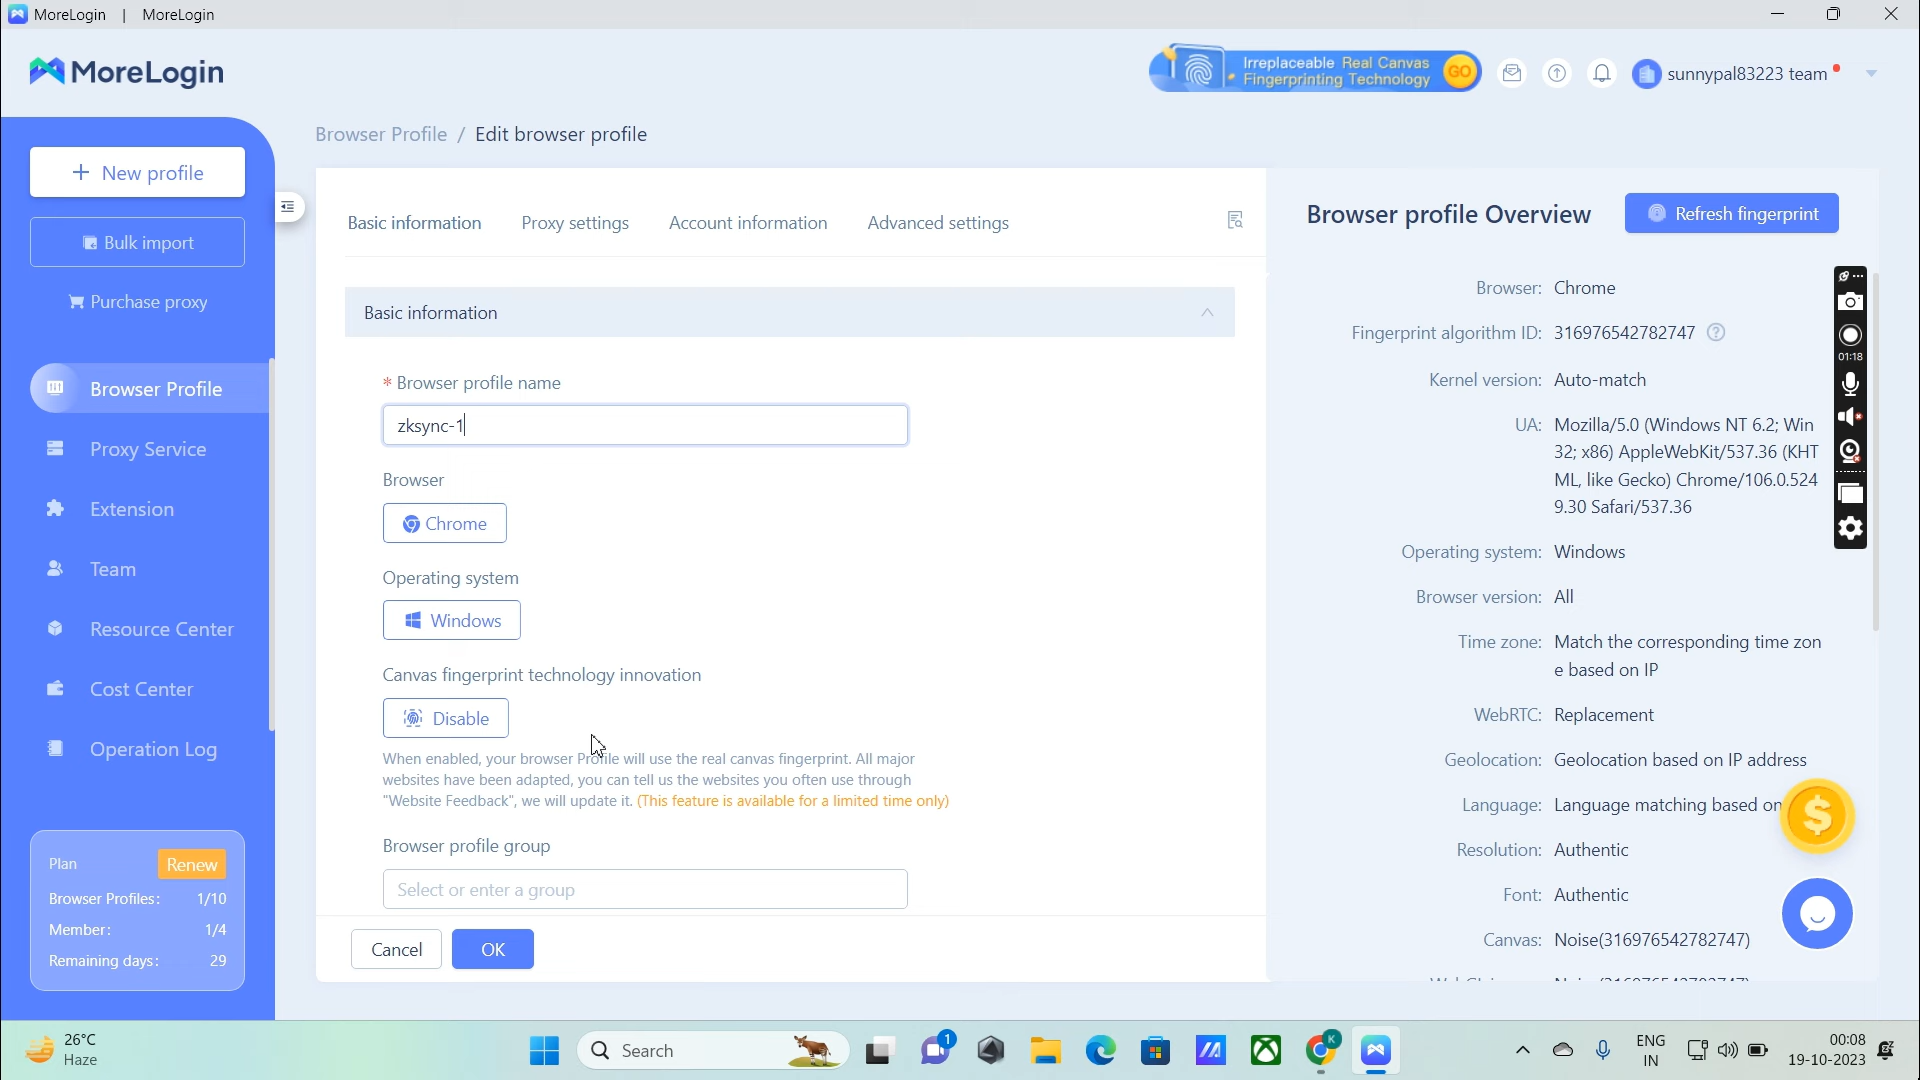 MoreLogin | MoreLogin
MoreLogin
Irreplaceable Real Canvas
Fingerprinting Technology
GO
sunnypal83223 team
Browser Profile / Edit browser profile
+ New profile
Bulk import
Purchase proxy
Browser Profile
Proxy Service
Extension
Team
Resource Center
Cost Center
Operation Log
Plan
Renew
Browser Profiles: 1/10
Member: 1/4
Remaining days: 29
Basic information
Proxy settings
Account information
Advanced settings
Basic information
* Browser profile name
zksync-1
Browser
Chrome
Operating system
Windows
Canvas fingerprint technology innovation
Disable
When enabled, your browser Profile will use the real canvas fingerprint. All major
websites have been adapted, you can tell us the websites you often use through
"Website Feedback", we will update it. (This feature is available for a limited time only)
Browser profile group
Select or enter a group
Cancel
OK
Browser profile Overview
Refresh fingerprint
Browser: Chrome
Fingerprint algorithm ID: 316976542782747
Kernel version: Auto-match
UA: Mozilla/5.0 (Windows NT 6.2; Win
32; x86) AppleWebKit/537.36 (KHT
ML, like Gecko) Chrome/106.0.524
9.30 Safari/537.36
Operating system: Windows
Browser version: All
Time zone: Match the corresponding time zon
e based on IP
WebRTC: Replacement
Geolocation: Geolocation based on IP address
Language: Language matching based on
Resolution: Authentic
Font: Authentic
Canvas: Noise(316976542782747)
01:18
26°C
Haze
Search
1
K
ENG
IN
00:08
19-10-2023